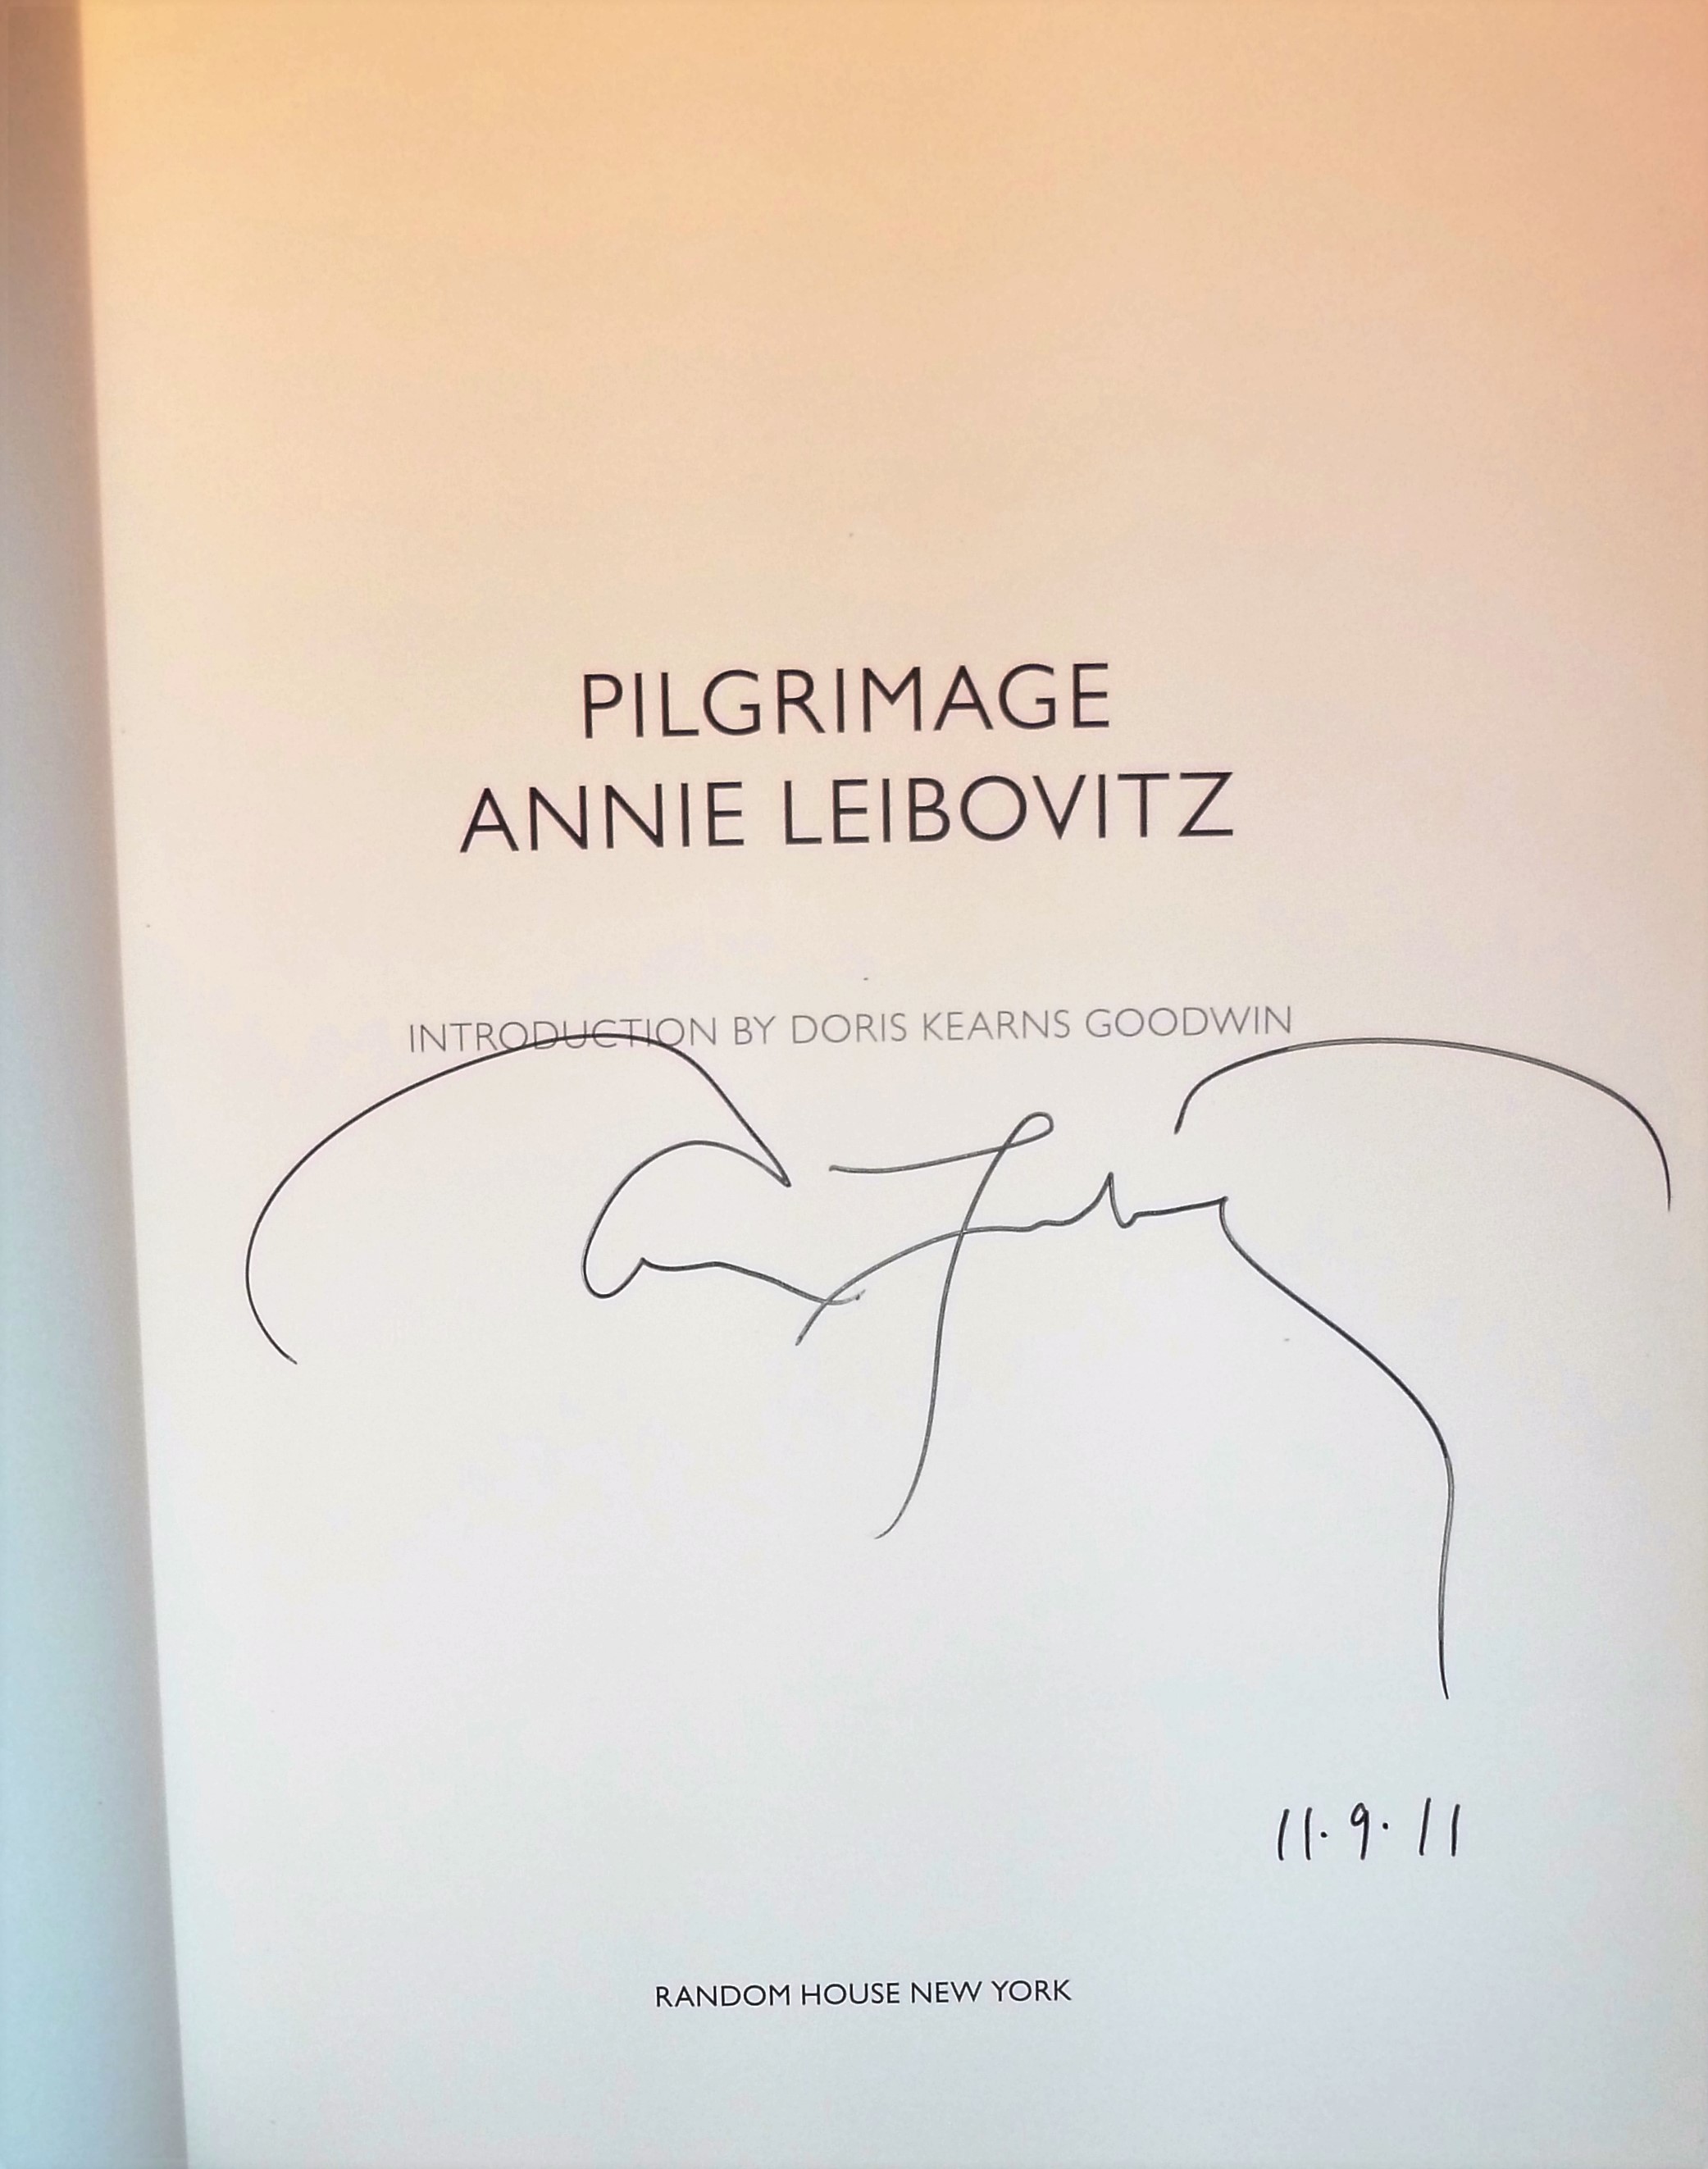 PILGRIMAGE
ANNIE LEIBOVITZ
INTRODUCTION BY DORIS KEARNS GOODWIN
11.9.11
RANDOM HOUSE NEW YORK